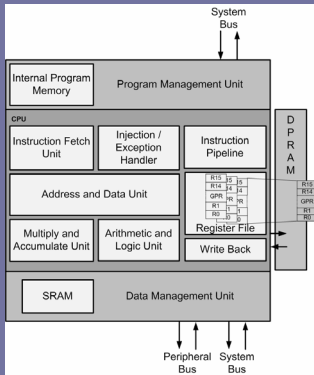 System
Bus
Internal Program
Memory
Program Management Unit
CPU
Instruction Fetch
Unit
Injection /
Exception
Handler
Instruction
Pipeline
Address and Data Unit
R15
R14
GPR
R1
R0
Register File
Multiply and
Accumulate Unit
Arithmetic and
Logic Unit
Write Back
DPRAM
R15
R14
GPR
R1
R0
SRAM
Data Management Unit
Peripheral
Bus
System
Bus